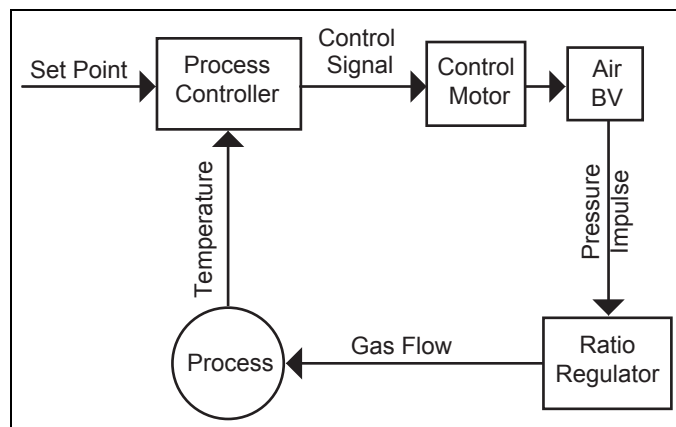 Set Point
Process
Controller
Control
Signal
Control
Motor
Air
BV
Pressure
Impulse
Temperature
Process
Gas Flow
Ratio
Regulator